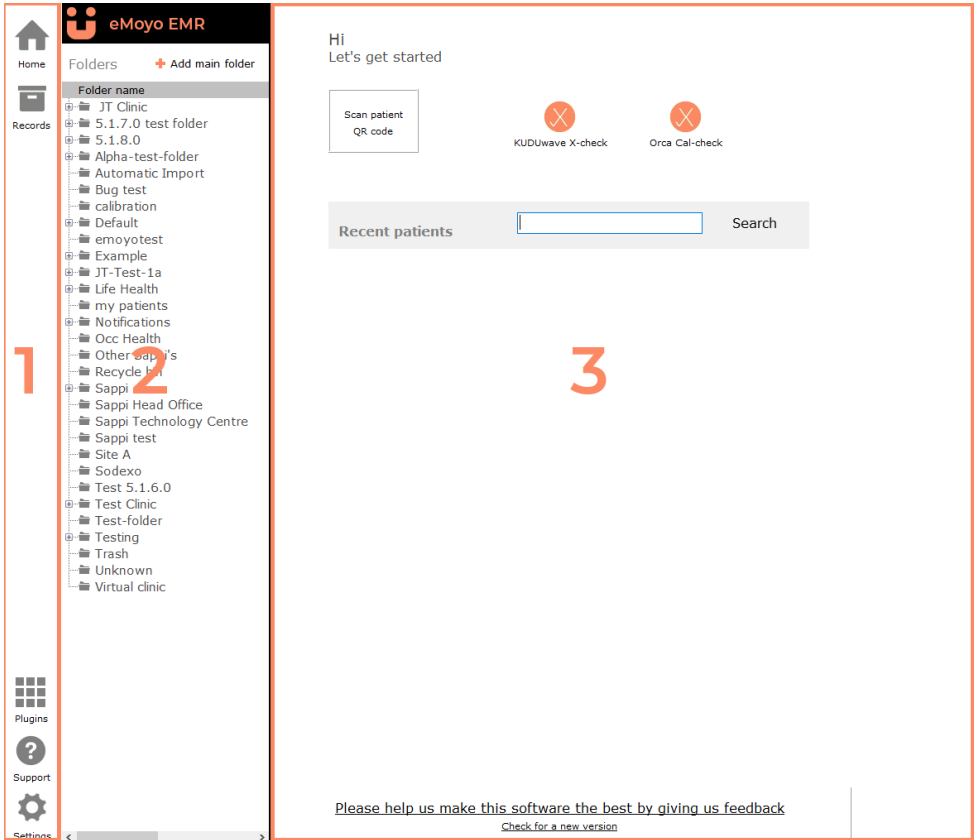 Home
Records
1
Plugins
Support
Settings
eMoyo EMR
Folders
+ Add main folder
Folder name
JT Clinic
5.1.7.0 test folder
5.1.8.0
Alpha-test-folder
Automatic Import
Bug test
calibration
Default
emoyotest
Example
JT-Test-1a
Life Health
my patients
Notifications
Occ Health
Other Sappi's
Recycle bin
Sappi
2
Sappi Head Office
Sappi Technology Centre
Sappi test
Site A
Sodexo
Test 5.1.6.0
Test Clinic
Test-folder
Testing
Trash
Unknown
Virtual clinic
Hi
Let's get started
Scan patient
QR code
KUDUwave X-check
Orca Cal-check
Recent patients
Search
3
Please help us make this software the best by giving us feedback
Check for a new version